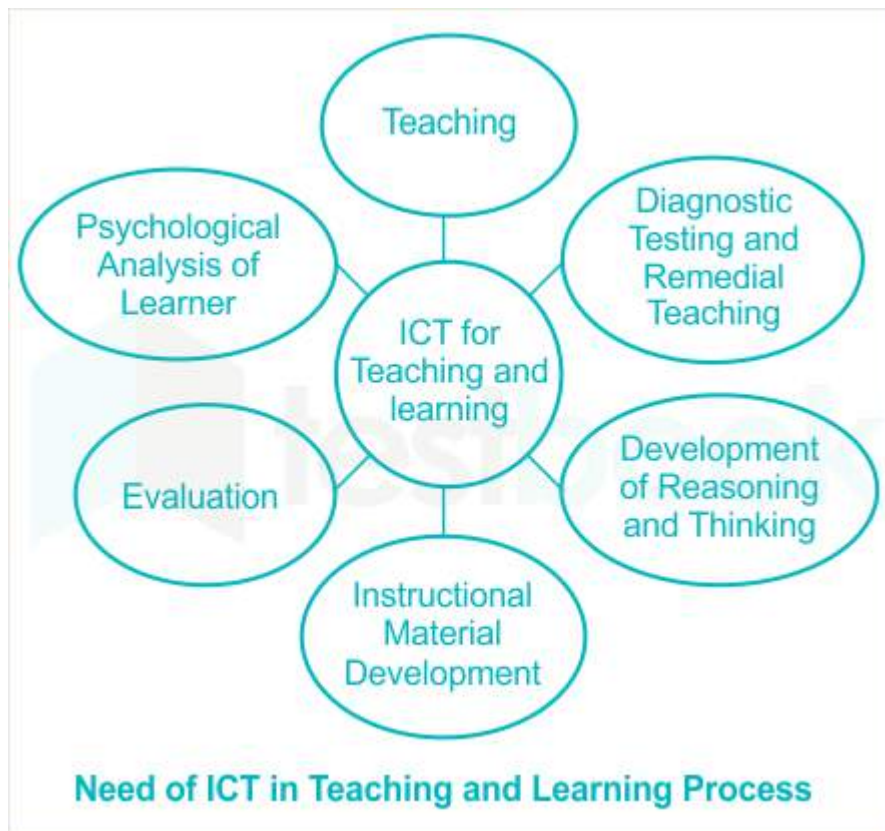 Teaching
Diagnostic
Testing and
Remedial
Teaching
Psychological
Analysis of
Learner
ICT for
Teaching and
learning
Development
of Reasoning
and Thinking
Evaluation
Instructional
Material
Development
testbook
Need of ICT in Teaching and Learning Process